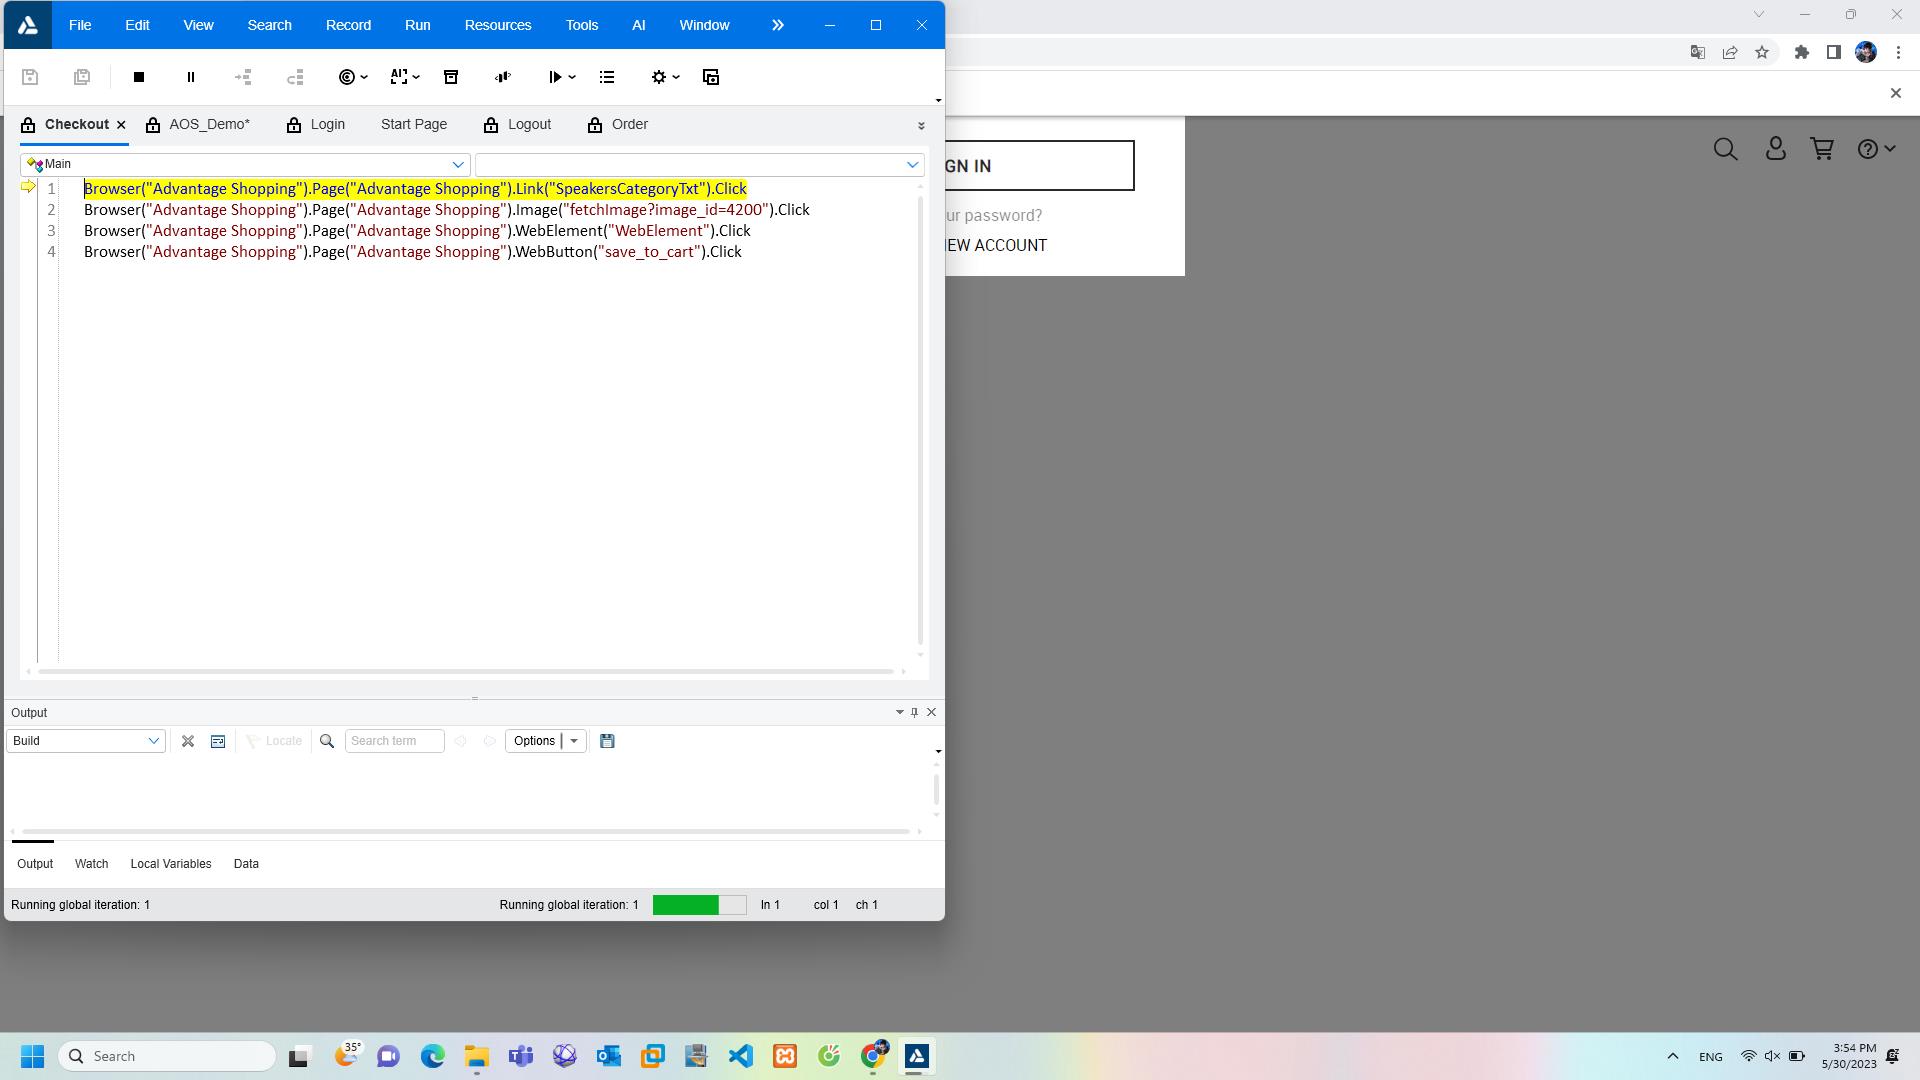 File Edit View Search Record Run Resources Tools AI Window
Checkout AOS_Demo* Login Start Page Logout Order
Main
1 Browser("Advantage Shopping").Page("Advantage Shopping").Link("SpeakersCategoryTxt").Click
2 Browser("Advantage Shopping").Page("Advantage Shopping").Image("fetchImage?image_id=4200").Click
3 Browser("Advantage Shopping").Page("Advantage Shopping").WebElement("WebElement").Click
4 Browser("Advantage Shopping").Page("Advantage Shopping").WebButton("save_to_cart").Click
GN IN
ur password?
EW ACCOUNT
Output
Build Locate Search term Options
Output Watch Local Variables Data
Running global iteration: 1 Running global iteration: 1 ln 1 col 1 ch 1
Search 35° ENG 3:54 PM
5/30/2023